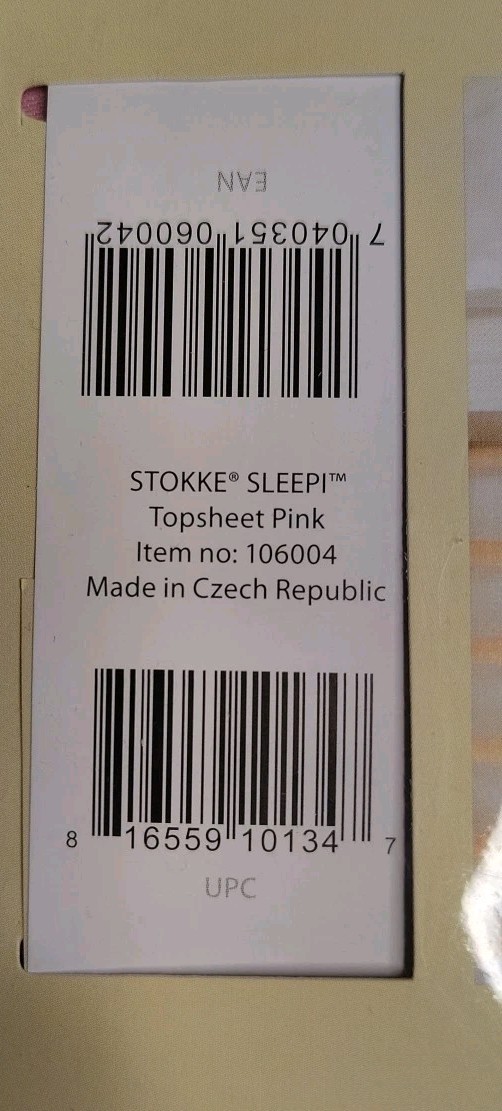 EAN
7 040351 060042
STOKKE® SLEEPI™
Topsheet Pink
Item no: 106004
Made in Czech Republic
8 16559 10134 7
UPC